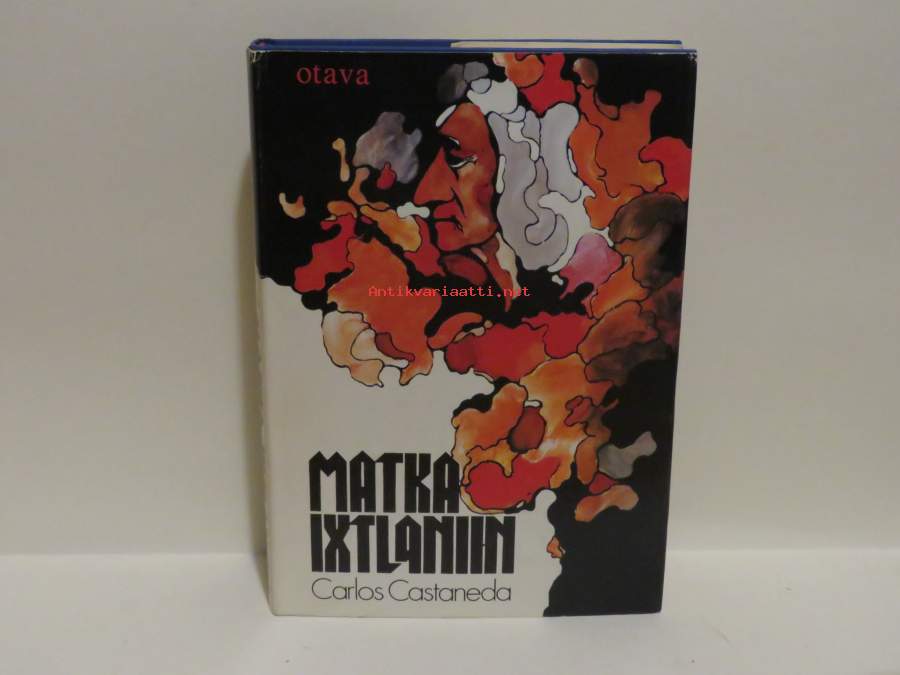 otava
Antikvariaatti.net
MATKA
IXTLANIIN
Carlos Castaneda